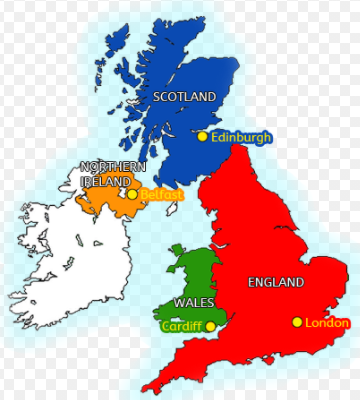 SCOTLAND
Edinburgh
NORTHERN
IRELAND
Belfast
ENGLAND
WALES
London
Cardiff